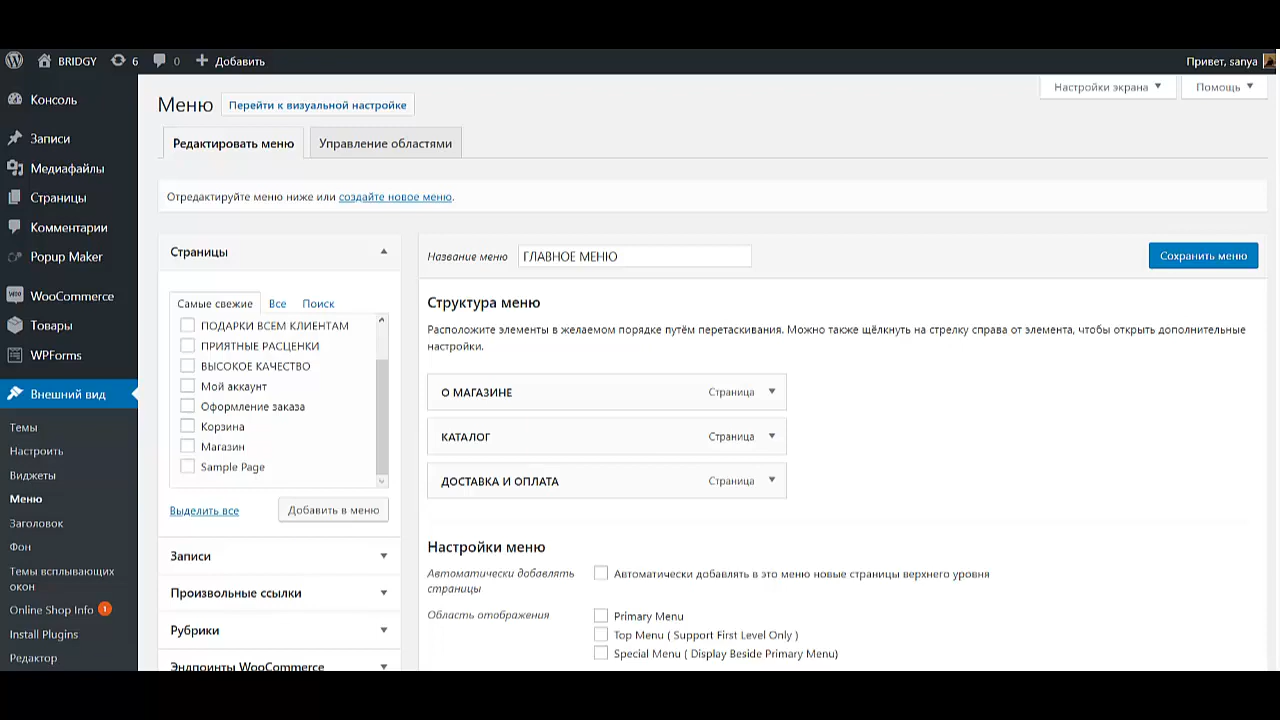 BRIDGY 6 0 Добавить Привет, sanya
Консоль
Записи
Медиафайлы
Страницы
Комментарии
Popup Maker
WooCommerce
Товары
WPForms
Внешний вид
Темы
Настроить
Виджеты
Меню
Заголовок
Фон
Темы всплывающих
окон
Online Shop Info 1
Install Plugins
Редактор
Настройки экрана
Помощь
Меню
Перейти к визуальной настройке
Редактировать меню
Управление областями
Отредактируйте меню ниже или создайте новое меню.
Страницы
Самые свежие Все Поиск
ПОДАРКИ ВСЕМ КЛИЕНТАМ
ПРИЯТНЫЕ РАСЦЕНКИ
ВЫСОКОЕ КАЧЕСТВО
Мой аккаунт
Оформление заказа
Корзина
Магазин
Sample Page
Выделить все
Добавить в меню
Записи
Произвольные ссылки
Рубрики
Эндпоинты WooCommerce
Название меню ГЛАВНОЕ МЕНЮ
Сохранить меню
Структура меню
Расположите элементы в желаемом порядке путём перетаскивания. Можно также щёлкнуть на стрелку справа от элемента, чтобы открыть дополнительные
настройки.
О МАГАЗИНЕ Страница
КАТАЛОГ Страница
ДОСТАВКА И ОПЛАТА Страница
Настройки меню
Автоматически добавлять
страницы
Автоматически добавлять в это меню новые страницы верхнего уровня
Область отображения
Primary Menu
Top Menu ( Support First Level Only )
Special Menu ( Display Beside Primary Menu)